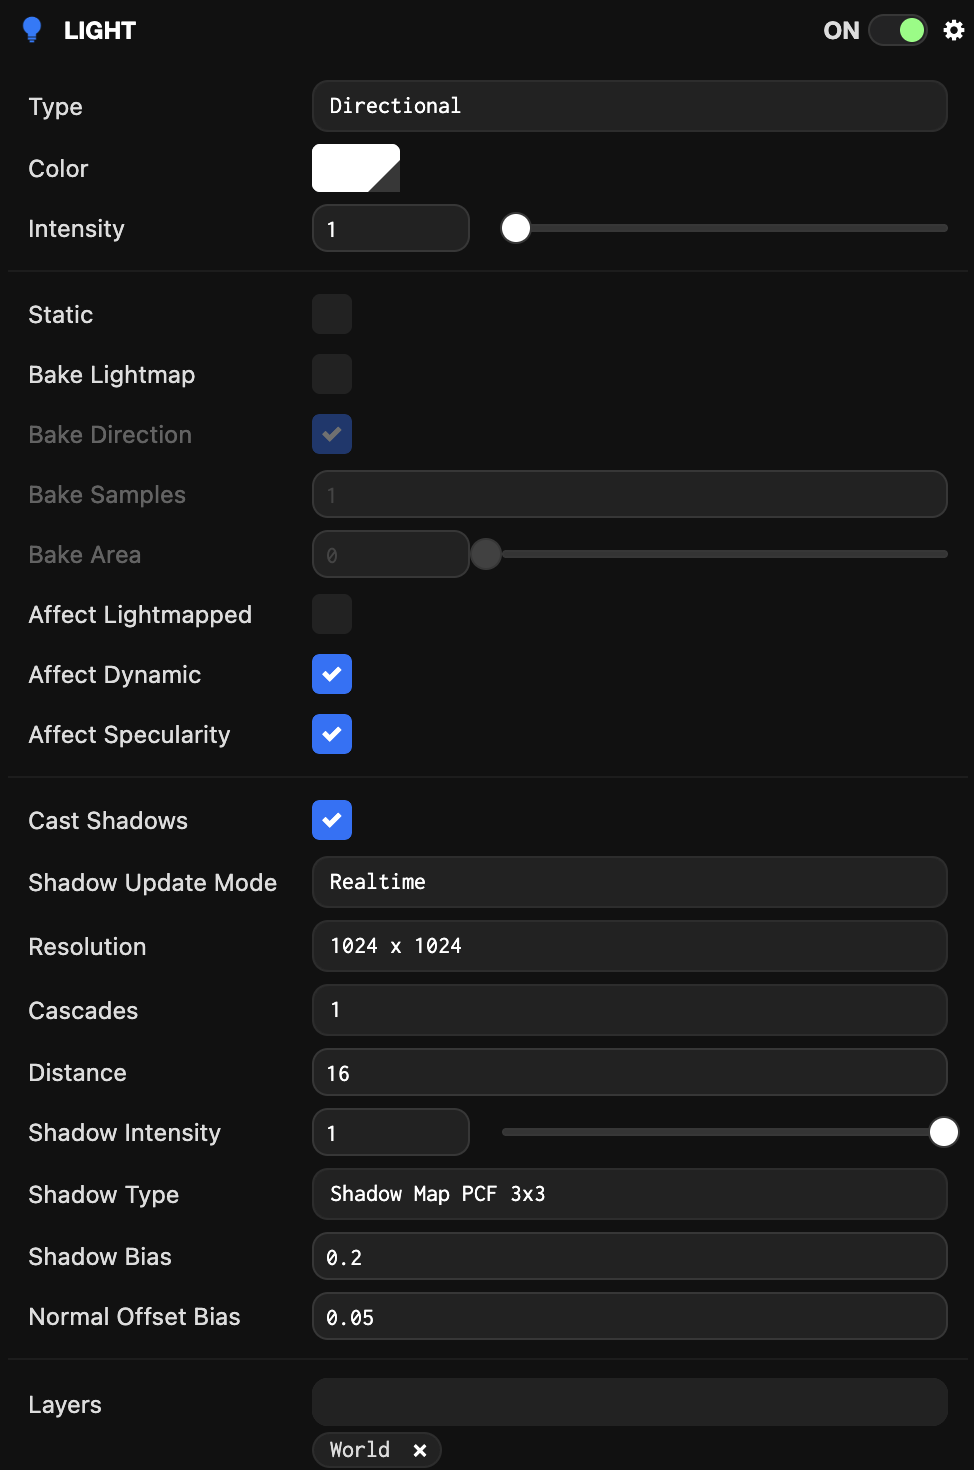 LIGHT ON
Type Directional
Color
Intensity 1
Static
Bake Lightmap
Bake Direction
Bake Samples 1
Bake Area 0
Affect Lightmapped
Affect Dynamic
Affect Specularity
Cast Shadows
Shadow Update Mode Realtime
Resolution 1024 x 1024
Cascades 1
Distance 16
Shadow Intensity 1
Shadow Type Shadow Map PCF 3x3
Shadow Bias 0.2
Normal Offset Bias 0.05
Layers
World ×